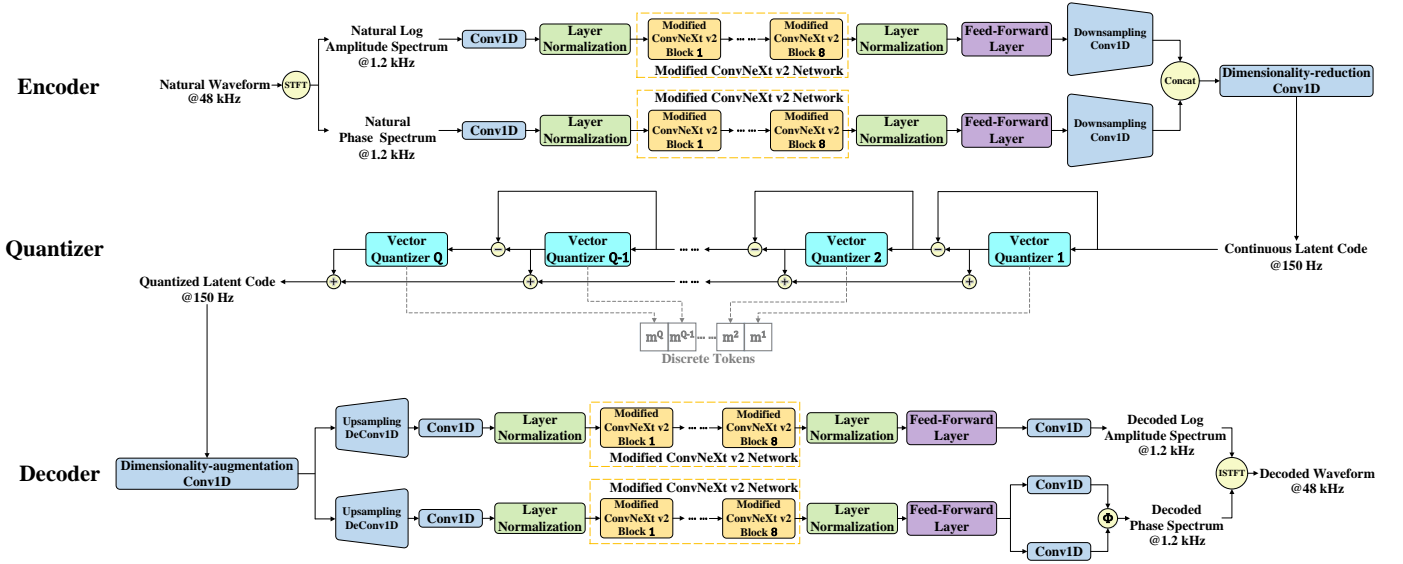 Encoder
Natural Waveform
@48 kHz
STFT
Natural Log
Amplitude Spectrum
@1.2 kHz
Conv1D
Layer
Normalization
Modified
ConvNeXt v2
Block 1
... ...
Modified
ConvNeXt v2
Block 8
Modified ConvNeXt v2 Network
Layer
Normalization
Feed-Forward
Layer
Downsampling
Conv1D
Natural
Phase Spectrum
@1.2 kHz
Conv1D
Layer
Normalization
Modified ConvNeXt v2 Network
Modified
ConvNeXt v2
Block 1
... ...
Modified
ConvNeXt v2
Block 8
Layer
Normalization
Feed-Forward
Layer
Downsampling
Conv1D
Concat
Dimensionality-reduction
Conv1D
Quantizer
Continuous Latent Code
@150 Hz
Vector
Quantizer 1
−
Vector
Quantizer 2
−
... ...
Vector
Quantizer Q-1
−
Vector
Quantizer Q
+
+
... ...
+
+
Quantized Latent Code
@150 Hz
m^Q m^Q-1 ... ... m^2 m^1
Discrete Tokens
Decoder
Dimensionality-augmentation
Conv1D
Upsampling
DeConv1D
Conv1D
Layer
Normalization
Modified
ConvNeXt v2
Block 1
... ...
Modified
ConvNeXt v2
Block 8
Modified ConvNeXt v2 Network
Layer
Normalization
Feed-Forward
Layer
Conv1D
Decoded Log
Amplitude Spectrum
@1.2 kHz
Upsampling
DeConv1D
Conv1D
Layer
Normalization
Modified ConvNeXt v2 Network
Modified
ConvNeXt v2
Block 1
... ...
Modified
ConvNeXt v2
Block 8
Layer
Normalization
Feed-Forward
Layer
Conv1D
Conv1D
Φ
Decoded
Phase Spectrum
@1.2 kHz
ISTFT
Decoded Waveform
@48 kHz